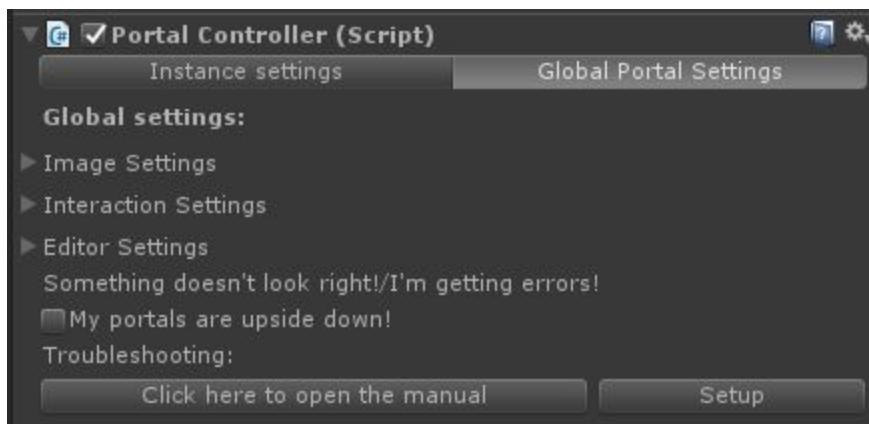 Portal Controller (Script)
Instance settings Global Portal Settings
Global settings:
Image Settings
Interaction Settings
Editor Settings
Something doesn't look right!/I'm getting errors!
My portals are upside down!
Troubleshooting:
Click here to open the manual Setup